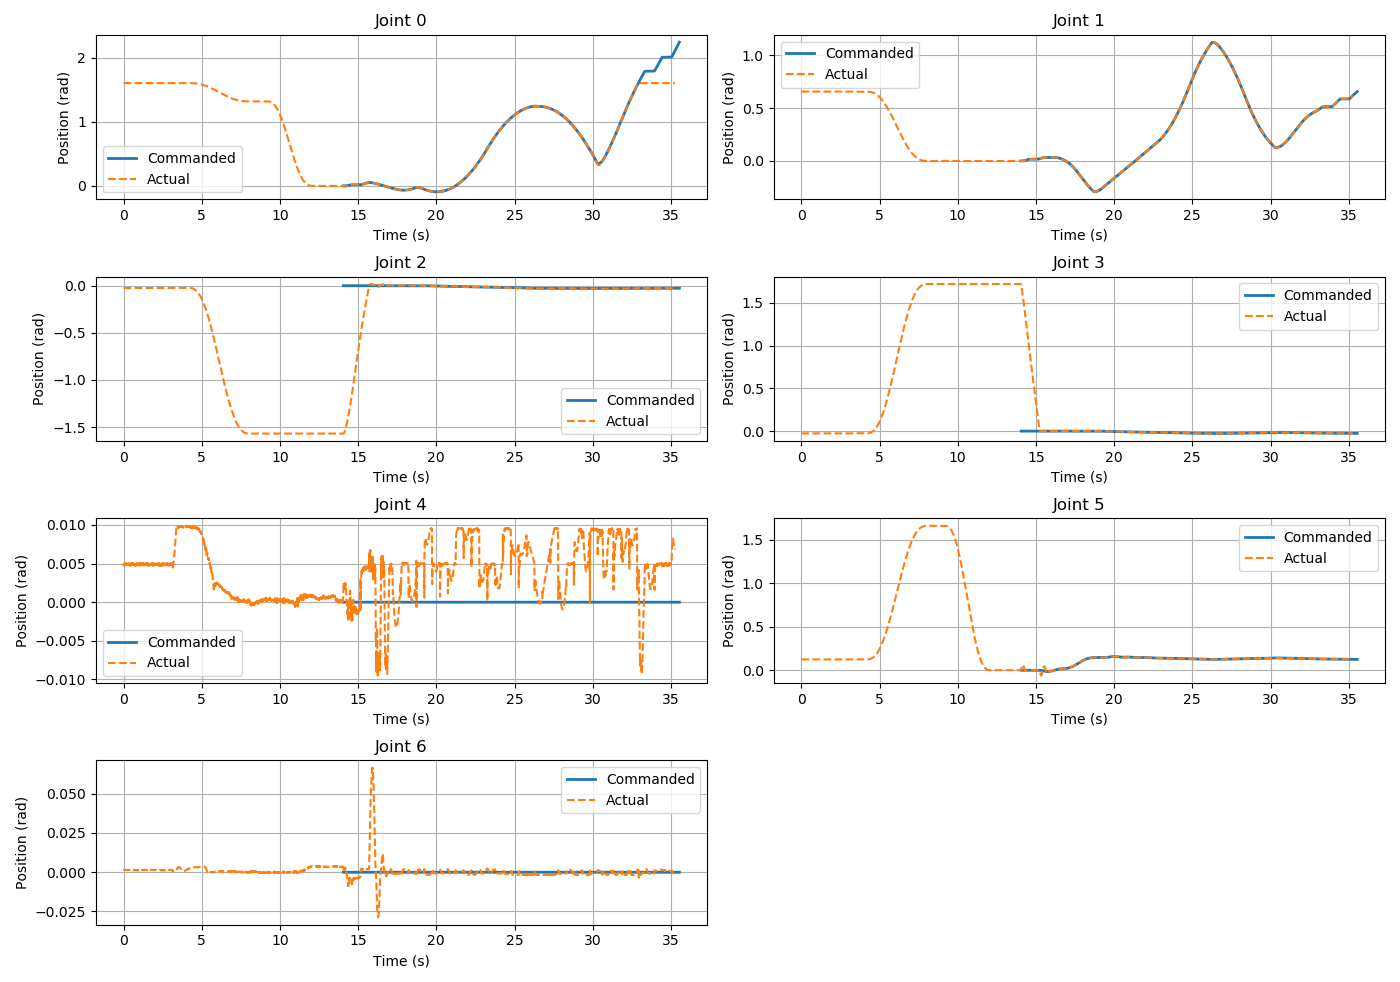 Joint 0
Position (rad)
2
1
0
Commanded
Actual
0 5 10 15 20 25 30 35
Time (s)
Joint 1
Position (rad)
1.0
0.5
0.0
Commanded
Actual
0 5 10 15 20 25 30 35
Time (s)
Joint 2
Position (rad)
0.0
−0.5
−1.0
−1.5
Commanded
Actual
0 5 10 15 20 25 30 35
Time (s)
Joint 3
Position (rad)
1.5
1.0
0.5
0.0
Commanded
Actual
0 5 10 15 20 25 30 35
Time (s)
Joint 4
Position (rad)
0.010
0.005
0.000
−0.005
−0.010
Commanded
Actual
0 5 10 15 20 25 30 35
Time (s)
Joint 5
Position (rad)
1.5
1.0
0.5
0.0
Commanded
Actual
0 5 10 15 20 25 30 35
Time (s)
Joint 6
Position (rad)
0.050
0.025
0.000
−0.025
Commanded
Actual
0 5 10 15 20 25 30 35
Time (s)